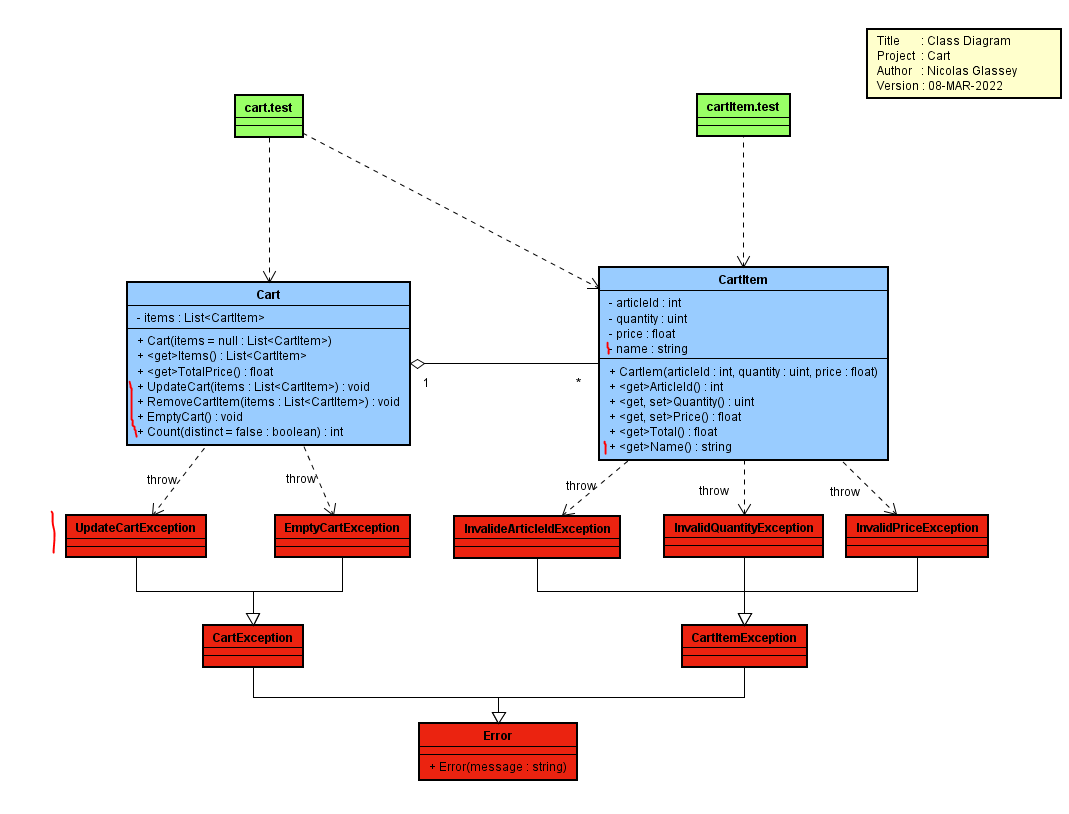 Title : Class Diagram
Project : Cart
Author : Nicolas Glassey
Version : 08-MAR-2022
cart.test
cartItem.test
Cart
- items : List<CartItem>
+ Cart(items = null : List<CartItem>)
+ <get>Items() : List<CartItem>
+ <get>TotalPrice() : float
+ UpdateCart(items : List<CartItem>) : void
+ RemoveCartItem(items : List<CartItem>) : void
+ EmptyCart() : void
+ Count(distinct = false : boolean) : int
1
*
CartItem
- articleId : int
- quantity : uint
- price : float
- name : string
+ CartIem(articleId : int, quantity : uint, price : float)
+ <get>ArticleId() : int
+ <get, set>Quantity() : uint
+ <get, set>Price() : float
+ <get>Total() : float
+ <get>Name() : string
throw
throw
throw
throw
throw
UpdateCartException
EmptyCartException
InvalideArticleIdException
InvalidQuantityException
InvalidPriceException
CartException
CartItemException
Error
+ Error(message : string)